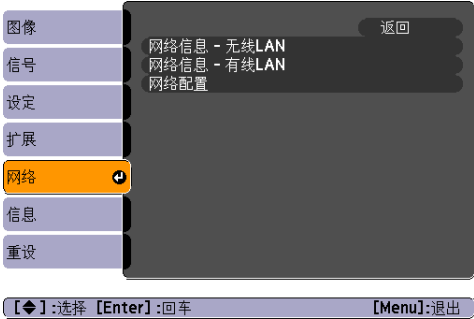 图像
信号
设定
扩展
网络
信息
重设
返回
网络信息 - 无线LAN
网络信息 - 有线LAN
网络配置
[◆]:选择 [Enter]:回车 [Menu]:退出